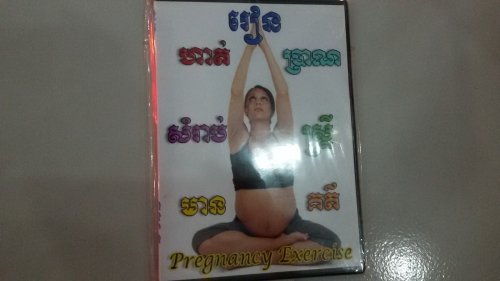 រៀន
ហាត់ ប្រាណ
សំរាប់ ស្រ្តី
មាន គភ៌
Pregnancy Exercise